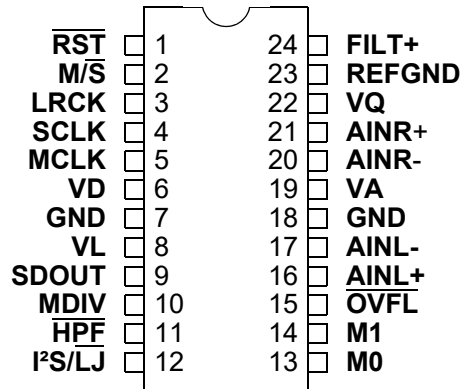 RST 1 24 FILT+
M/S 2 23 REFGND
LRCK 3 22 VQ
SCLK 4 21 AINR+
MCLK 5 20 AINR-
VD 6 19 VA
GND 7 18 GND
VL 8 17 AINL-
SDOUT 9 16 AINL+
MDIV 10 15 OVFL
HPF 11 14 M1
I²S/LJ 12 13 M0